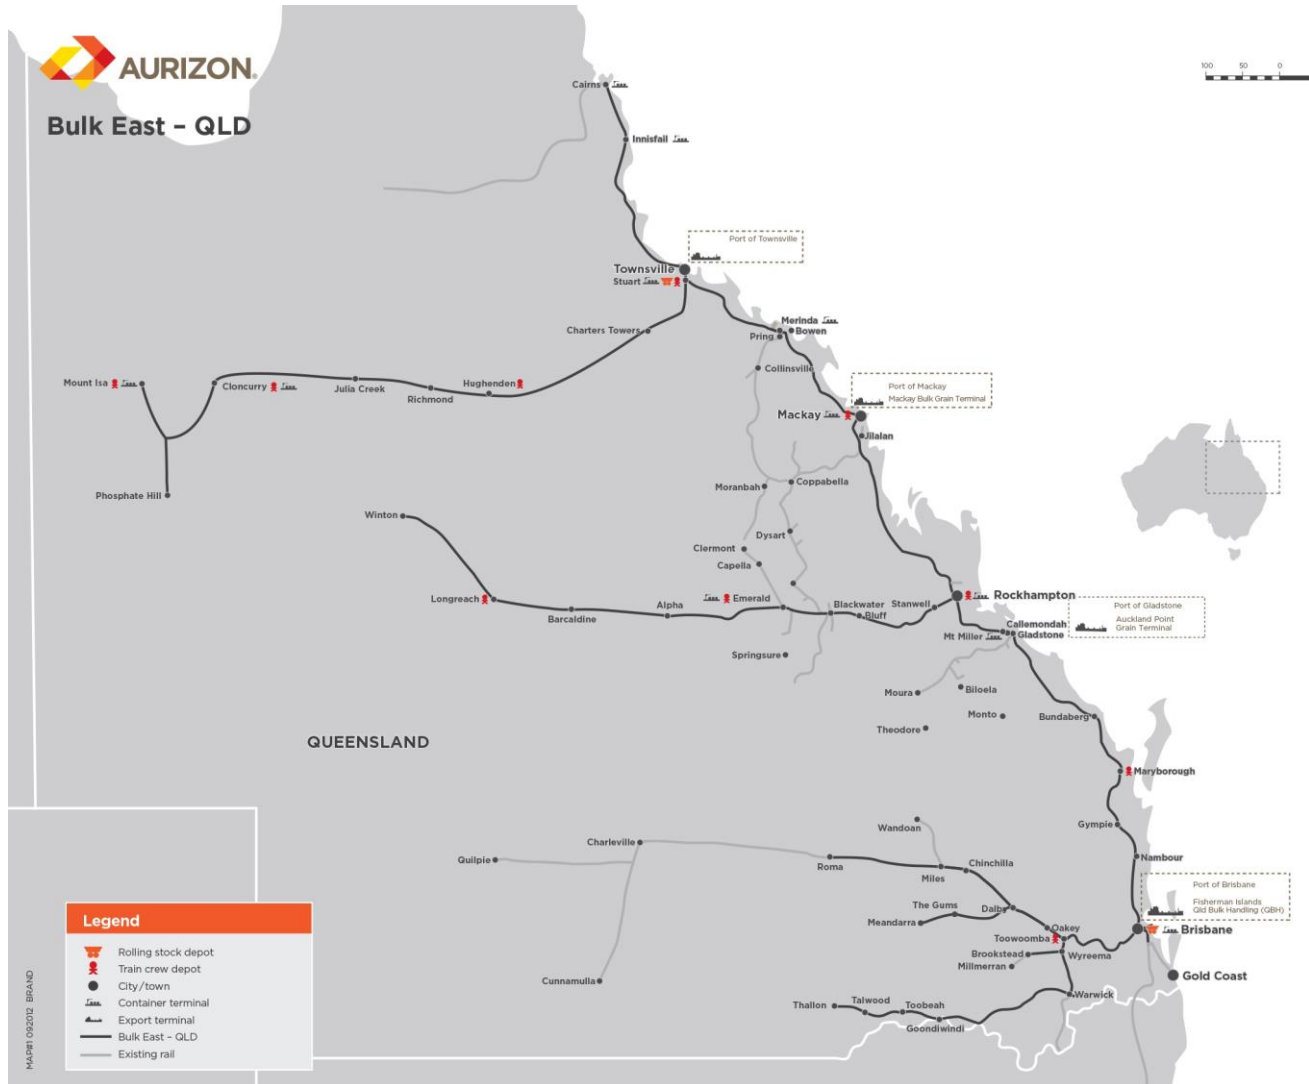 AURIZON®
Bulk East – QLD
100 50 0
Cairns
Innisfail
Port of Townsville
Townsville
Stuart
Charters Towers
Merinda
Bowen
Pring
Collinsville
Mount Isa
Cloncurry
Julia Creek
Richmond
Hughenden
Port of Mackay
Mackay Bulk Grain Terminal
Mackay
Jilalan
Phosphate Hill
Moranbah
Coppabella
Winton
Dysart
Clermont
Capella
Longreach
Barcaldine
Alpha
Emerald
Blackwater
Bluff
Stanwell
Rockhampton
Port of Gladstone
Auckland Point
Grain Terminal
Callemondah
Mt Miller
Gladstone
Springsure
Moura
Biloela
Monto
Theodore
Bundaberg
QUEENSLAND
Maryborough
Gympie
Wandoan
Charleville
Quilpie
Roma
Miles
Chinchilla
Nambour
Port of Brisbane
Fisherman Islands
Qld Bulk Handling (QBH)
The Gums
Dalby
Meandarra
Oakey
Toowoomba
Brisbane
Brookstead
Wyreema
Millmerran
Gold Coast
Cunnamulla
Warwick
Thallon
Talwood
Toobeah
Goondiwindi
Legend
Rolling stock depot
Train crew depot
City/town
Container terminal
Export terminal
Bulk East – QLD
Existing rail
MAP#1 092012 BRAND